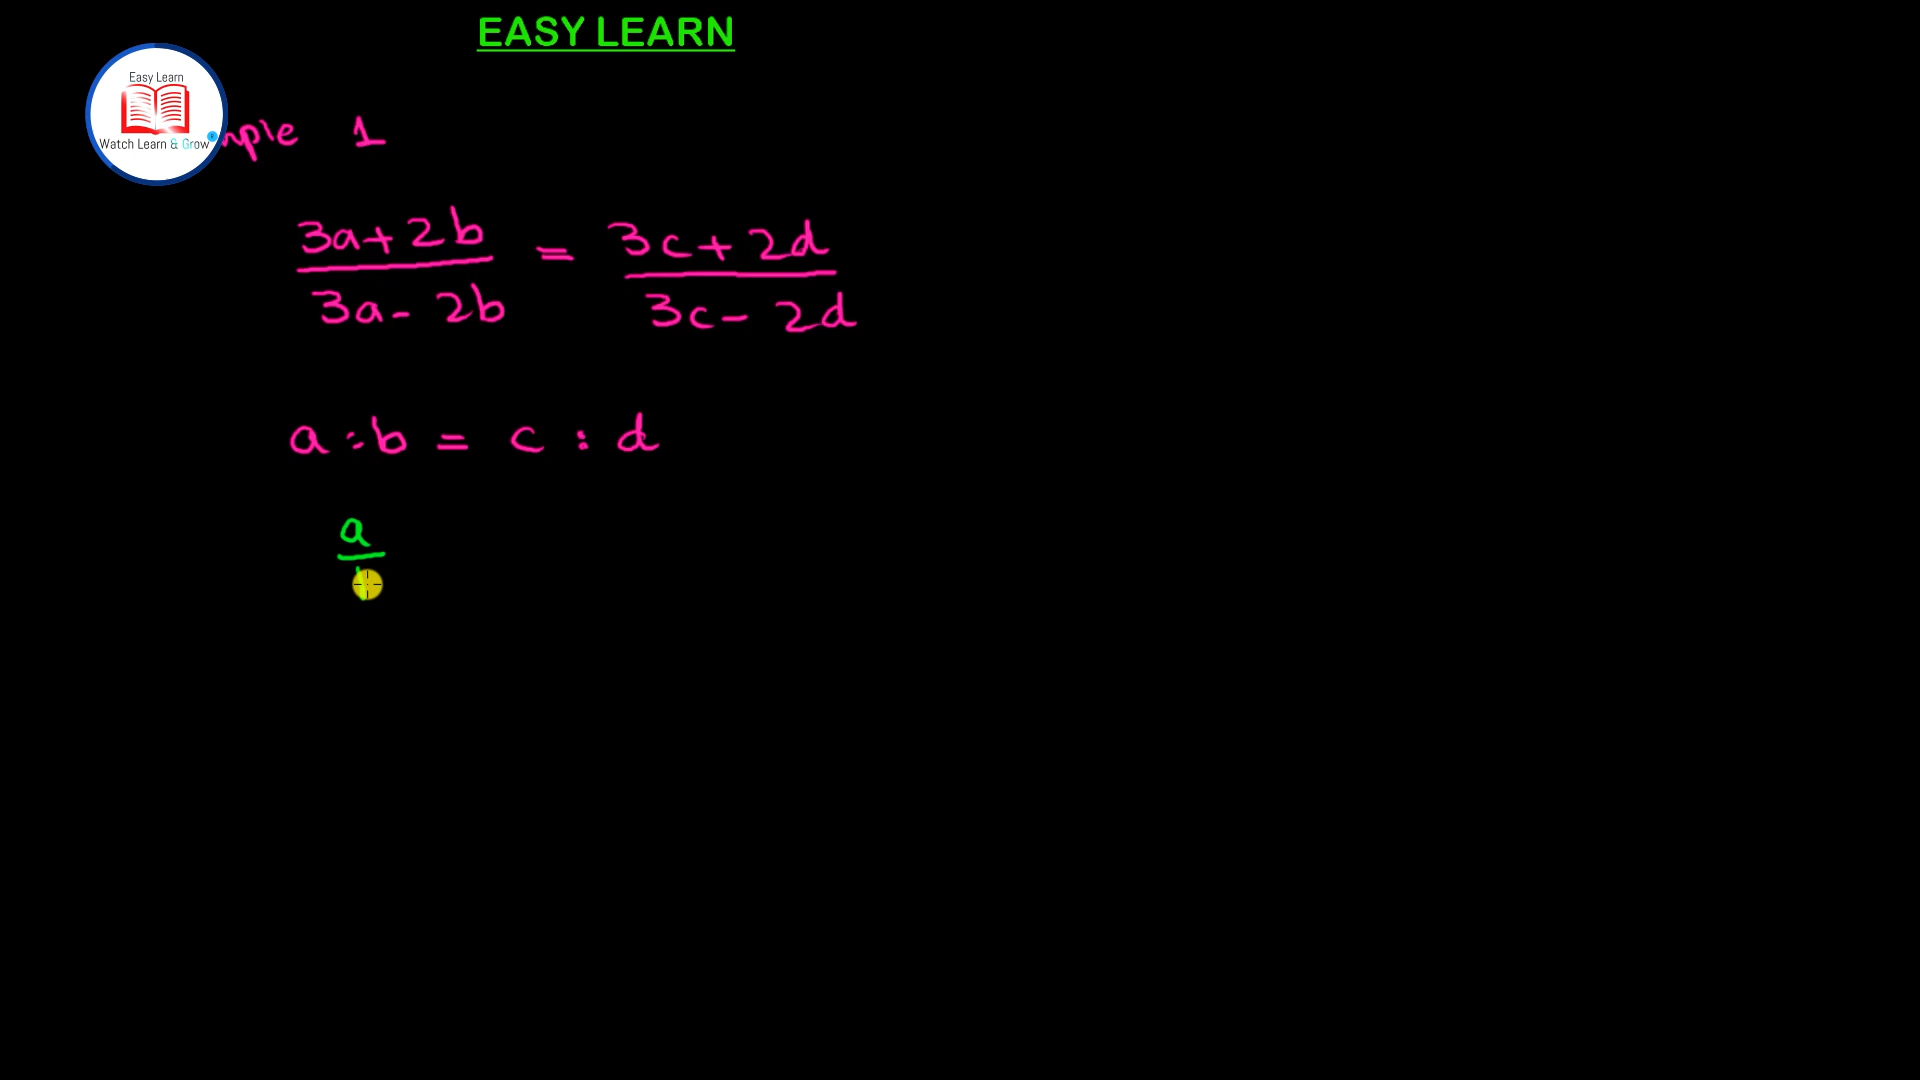 EASY LEARN
Easy Learn
Watch Learn & Grow
mple 1
3a+2b / 3a-2b = 3c+2d / 3c-2d
a:b = c:d
a